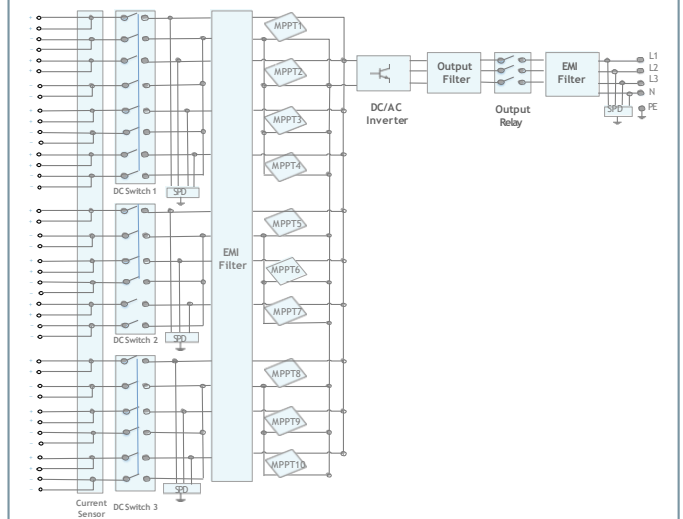 MPPT1
MPPT2
MPPT3
MPPT4
DC Switch 1
SPD
MPPT5
MPPT6
MPPT7
EMI
Filter
DC Switch 2
SPD
MPPT8
MPPT9
MPPT10
SPD
Current
Sensor
DC Switch 3
DC/AC
Inverter
Output
Filter
Output
Relay
EMI
Filter
SPD
L1
L2
L3
N
PE